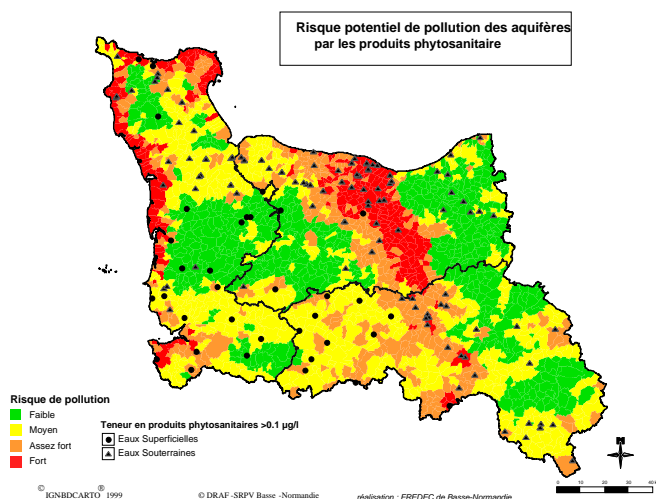 Risque potentiel de pollution des aquifères
par les produits phytosanitaire
Risque de pollution
Faible
Moyen
Assez fort
Fort
Teneur en produits phytosanitaires >0.1 µg/l
Eaux Superficielles
Eaux Souterraines
N
0 10 20 30 40
© IGNBDCARTO ® 1999
© DRAF -SRPV Basse -Normandie
réalisation : FREDEC de Basse-Normandie